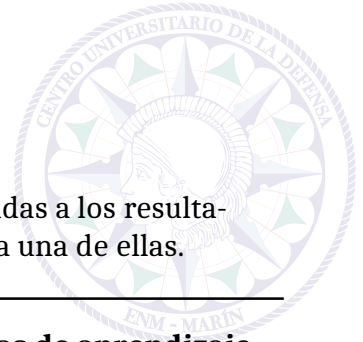 CENTRO UNIVERSITARIO DE LA DEFENSA
das a los resulta-
a una de ellas.
ENM - MARÍN